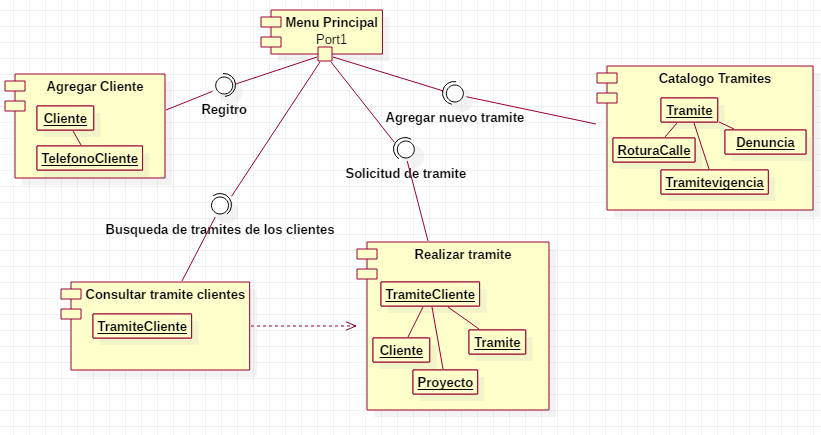 Menu Principal
Port1
Agregar Cliente
Cliente
TelefonoCliente
Regitro
Agregar nuevo tramite
Catalogo Tramites
Tramite
RoturaCalle
Denuncia
Tramitevigencia
Solicitud de tramite
Busqueda de tramites de los clientes
Consultar tramite clientes
TramiteCliente
Realizar tramite
TramiteCliente
Cliente
Tramite
Proyecto